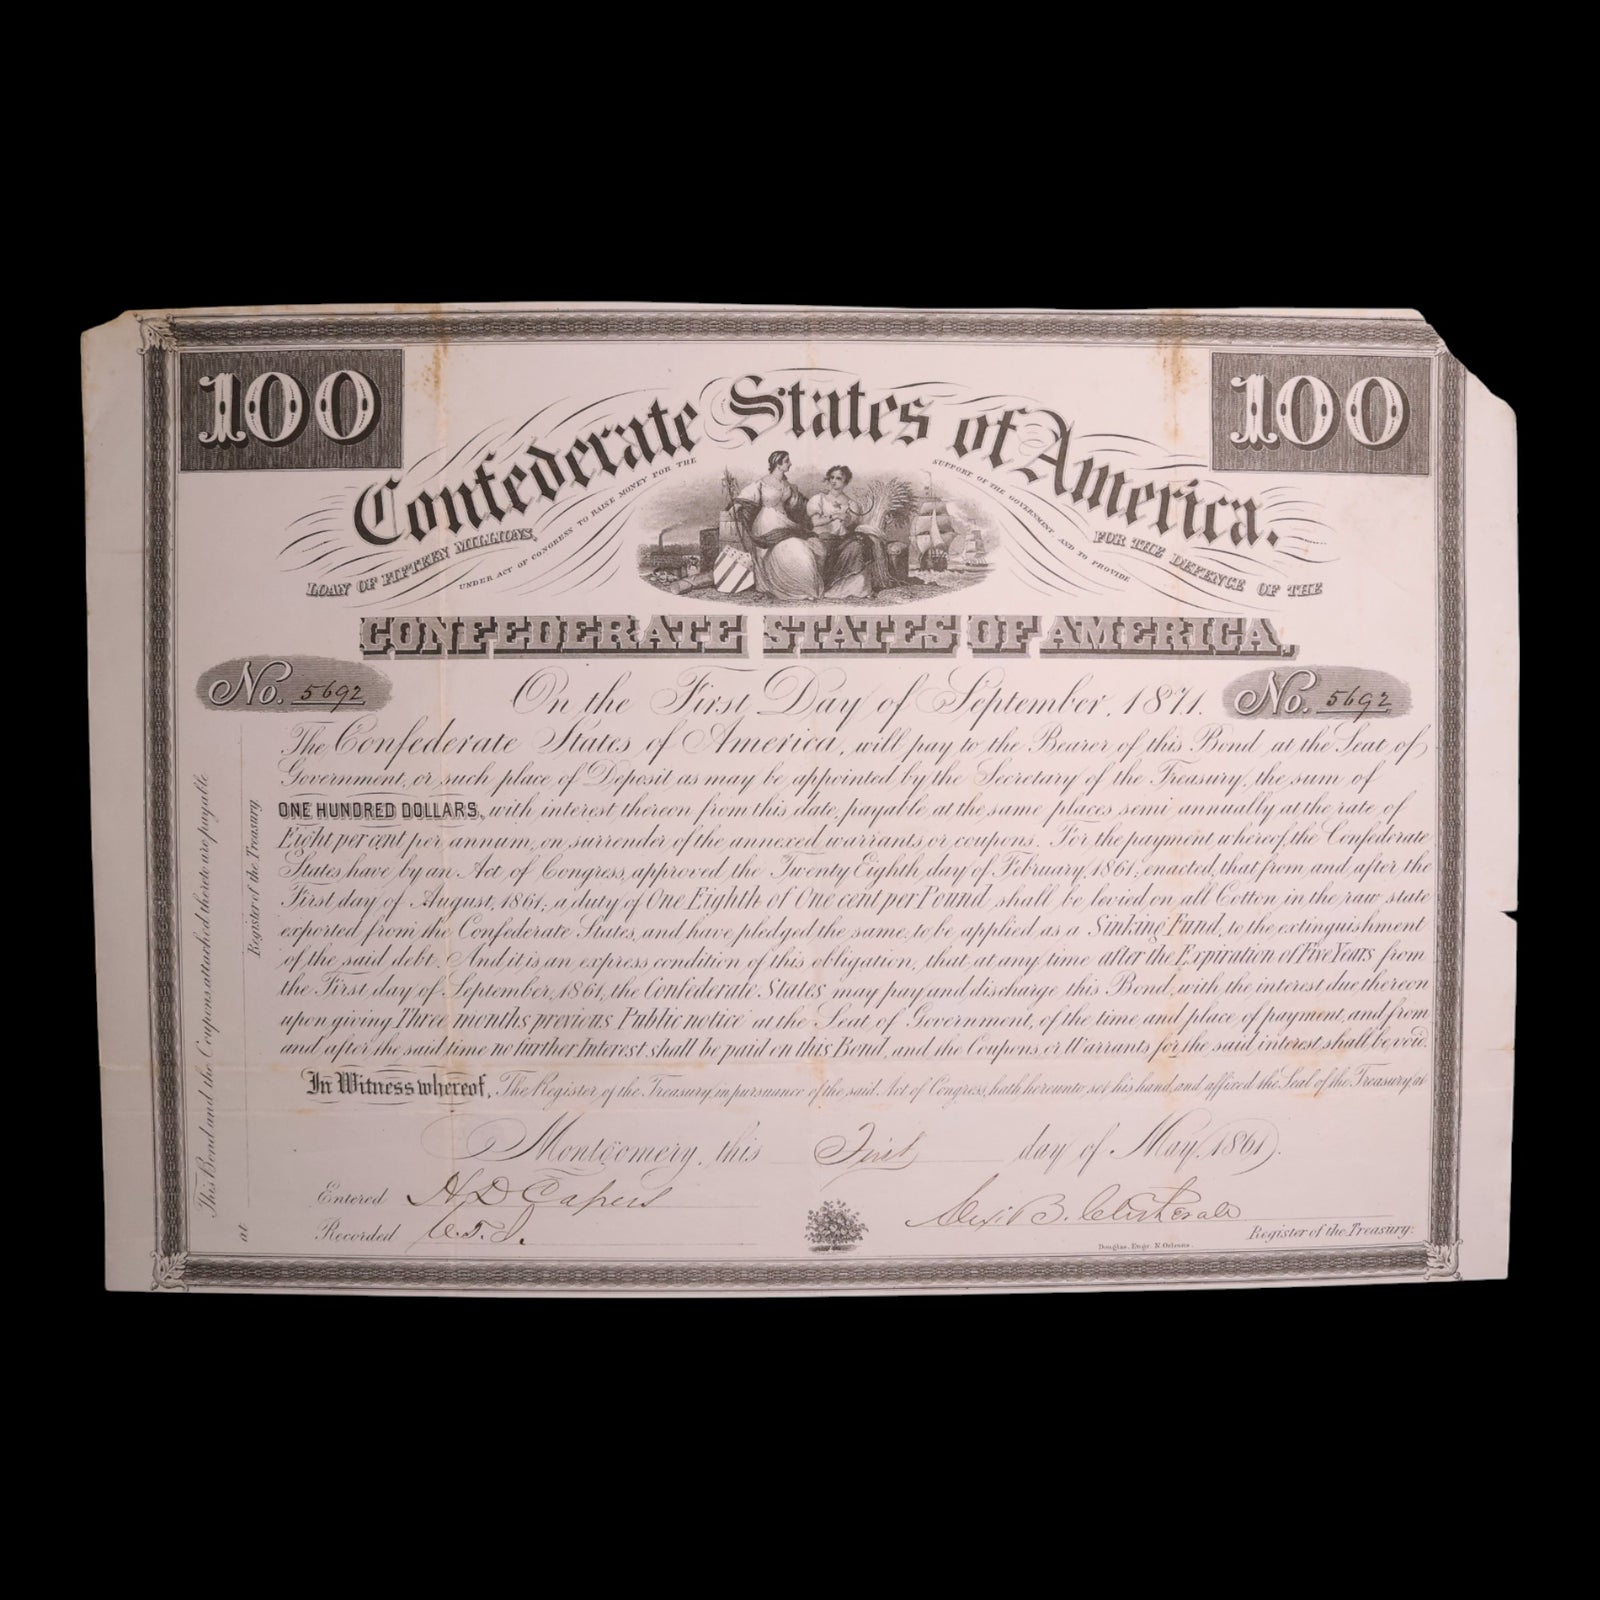 100
100
Confederate States of America.
LOAN OF FIFTEEN MILLIONS,
UNDER ACT OF CONGRESS TO RAISE MONEY FOR THE
SUPPORT OF THE GOVERNMENT AND TO PROVIDE
FOR THE DEFENCE OF THE
CONFEDERATE STATES OF AMERICA,
No. 5692
On the First Day of September, 1871.
No. 5692
The Confederate States of America, will pay to the Bearer of this Bond at the Seat of
Government, or such place of Deposit as may be appointed by the Secretary of the Treasury, the sum of
ONE HUNDRED DOLLARS, with interest thereon from this date, payable at the same places semi annually at the rate of
Eight per cent per annum, on surrender of the annexed warrants or coupons. For the payment whereof, the Confederate
States, have by an Act of Congress, approved the Twenty Eighth day of February, 1861; enacted, that from and after the
First day of August, 1861; a duty of One Eighth of One cent per Pound shall be levied on all Cotton in the raw state
exported from the Confederate States, and have pledged the same, to be applied as a Sinking Fund, to the extinguishment
of the said debt. And it is an express condition of this obligation, that at any time after the Expiration of Five Years from
the First day of September, 1861, the Confederate States may pay and discharge this Bond, with the interest due thereon
upon giving Three months previous Public notice at the Seat of Government, of the time and place of payment, and from
and after the said time no further Interest shall be paid on this Bond, and the Coupons or Warrants for the said interest shall be void.
In Witness whereof, The Register of the Treasury, in pursuance of the said Act of Congress, hath hereunto set his hand, and affixed the Seal of the Treasury, at
Montgomery, this First day of May, 1861.
Entered H D Capers
Recorded
Alex. B. Clitherall
Register of the Treasury.
Douglas. Engr. N. Orleans.
This Bond and the Coupons attached thereto are payable
at
Register of the Treasury